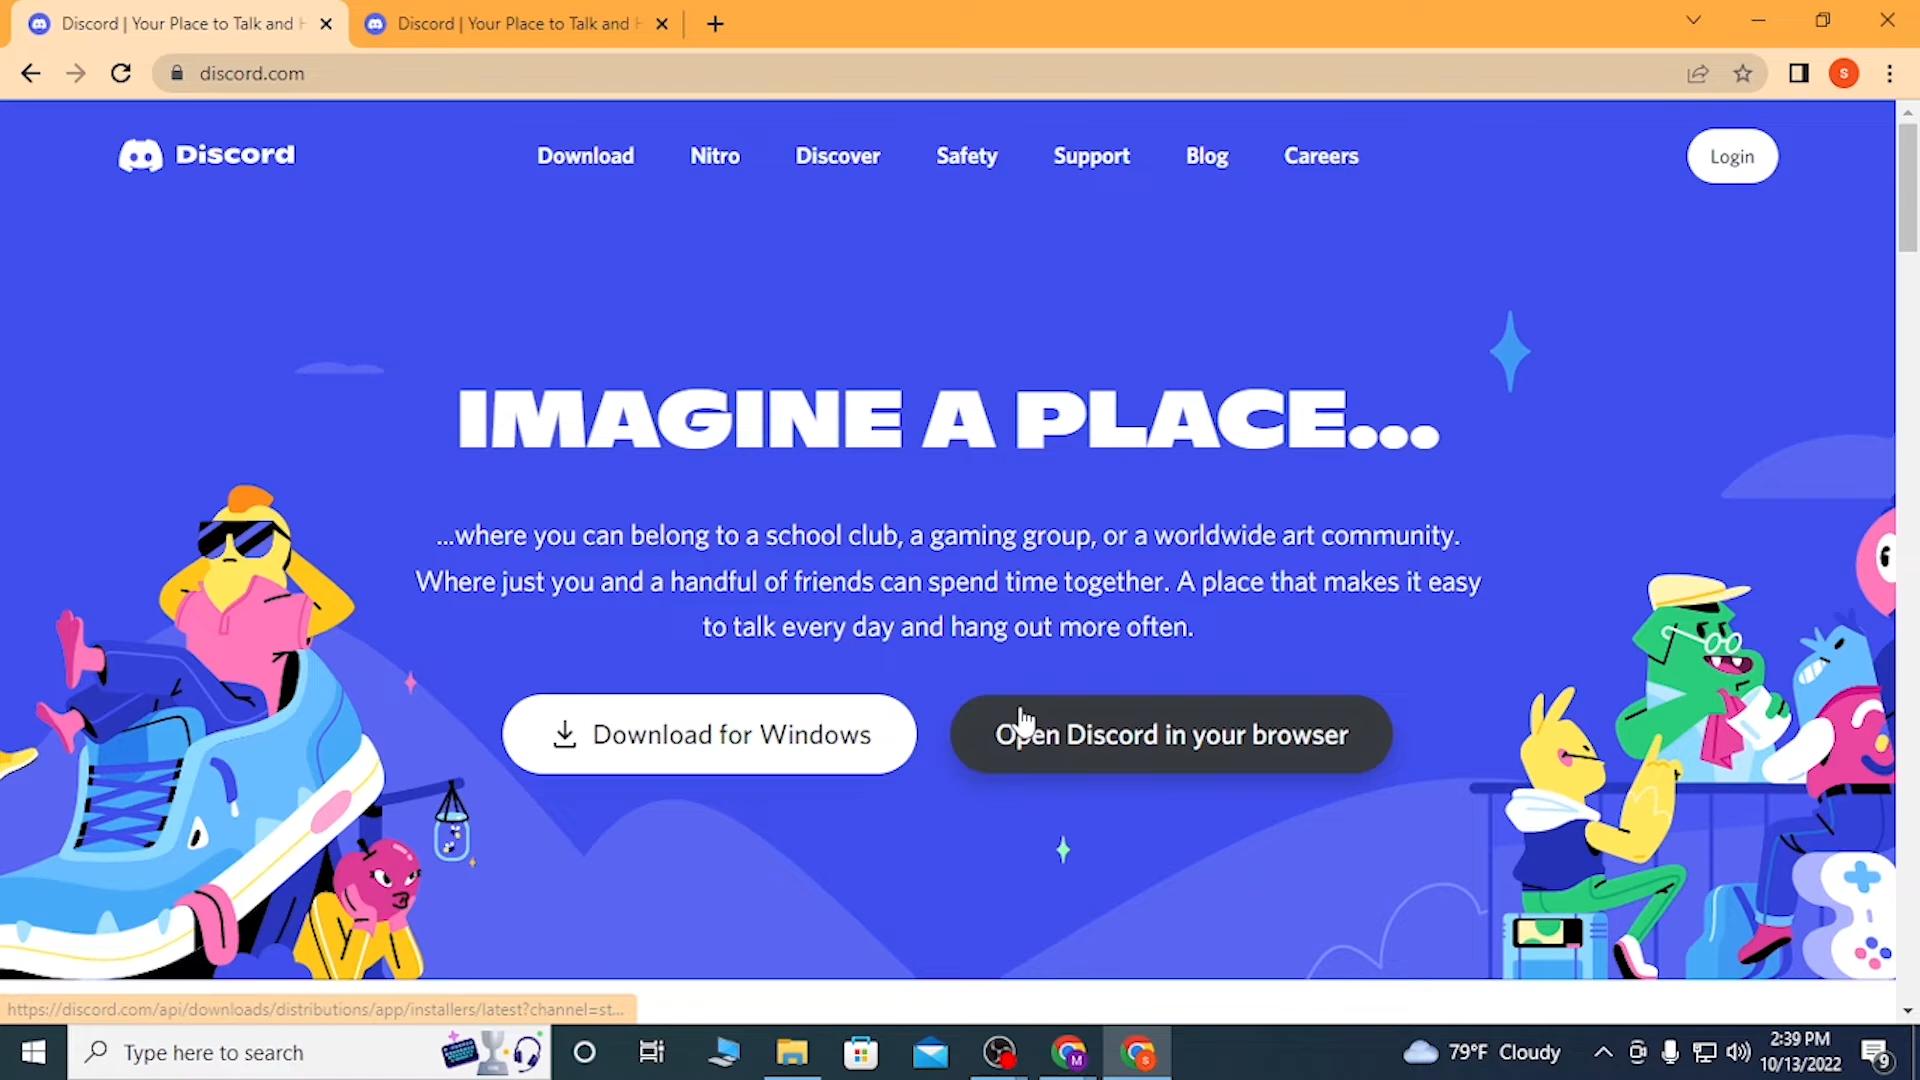 Discord | Your Place to Talk and H
Discord | Your Place to Talk and H
discord.com
S
Discord
Download
Nitro
Discover
Safety
Support
Blog
Careers
Login
IMAGINE A PLACE...
...where you can belong to a school club, a gaming group, or a worldwide art community.
Where just you and a handful of friends can spend time together. A place that makes it easy
to talk every day and hang out more often.
Download for Windows
Open Discord in your browser
https://discord.com/api/downloads/distributions/app/installers/latest?channel=st...
Type here to search
M
S
79°F Cloudy
2:39 PM
10/13/2022
9